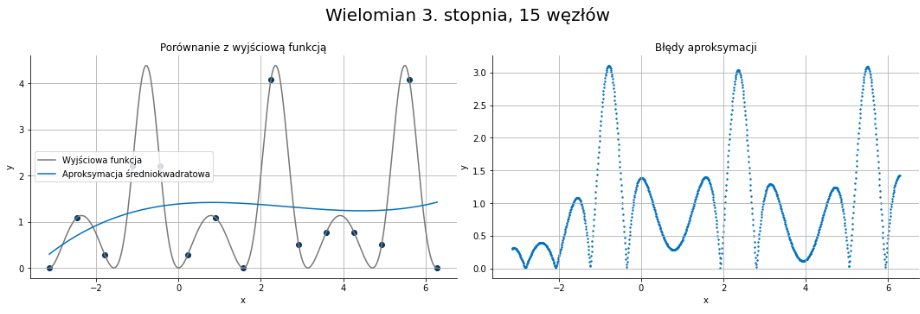 Wielomian 3. stopnia, 15 węzłów
Porównanie z wyjściową funkcją
y
4
3
2
1
0
Wyjściowa funkcja
Aproksymacja średniokwadratowa
−2
0
2
4
6
x
Błędy aproksymacji
y
3.0
2.5
2.0
1.5
1.0
0.5
0.0
−2
0
2
4
6
x